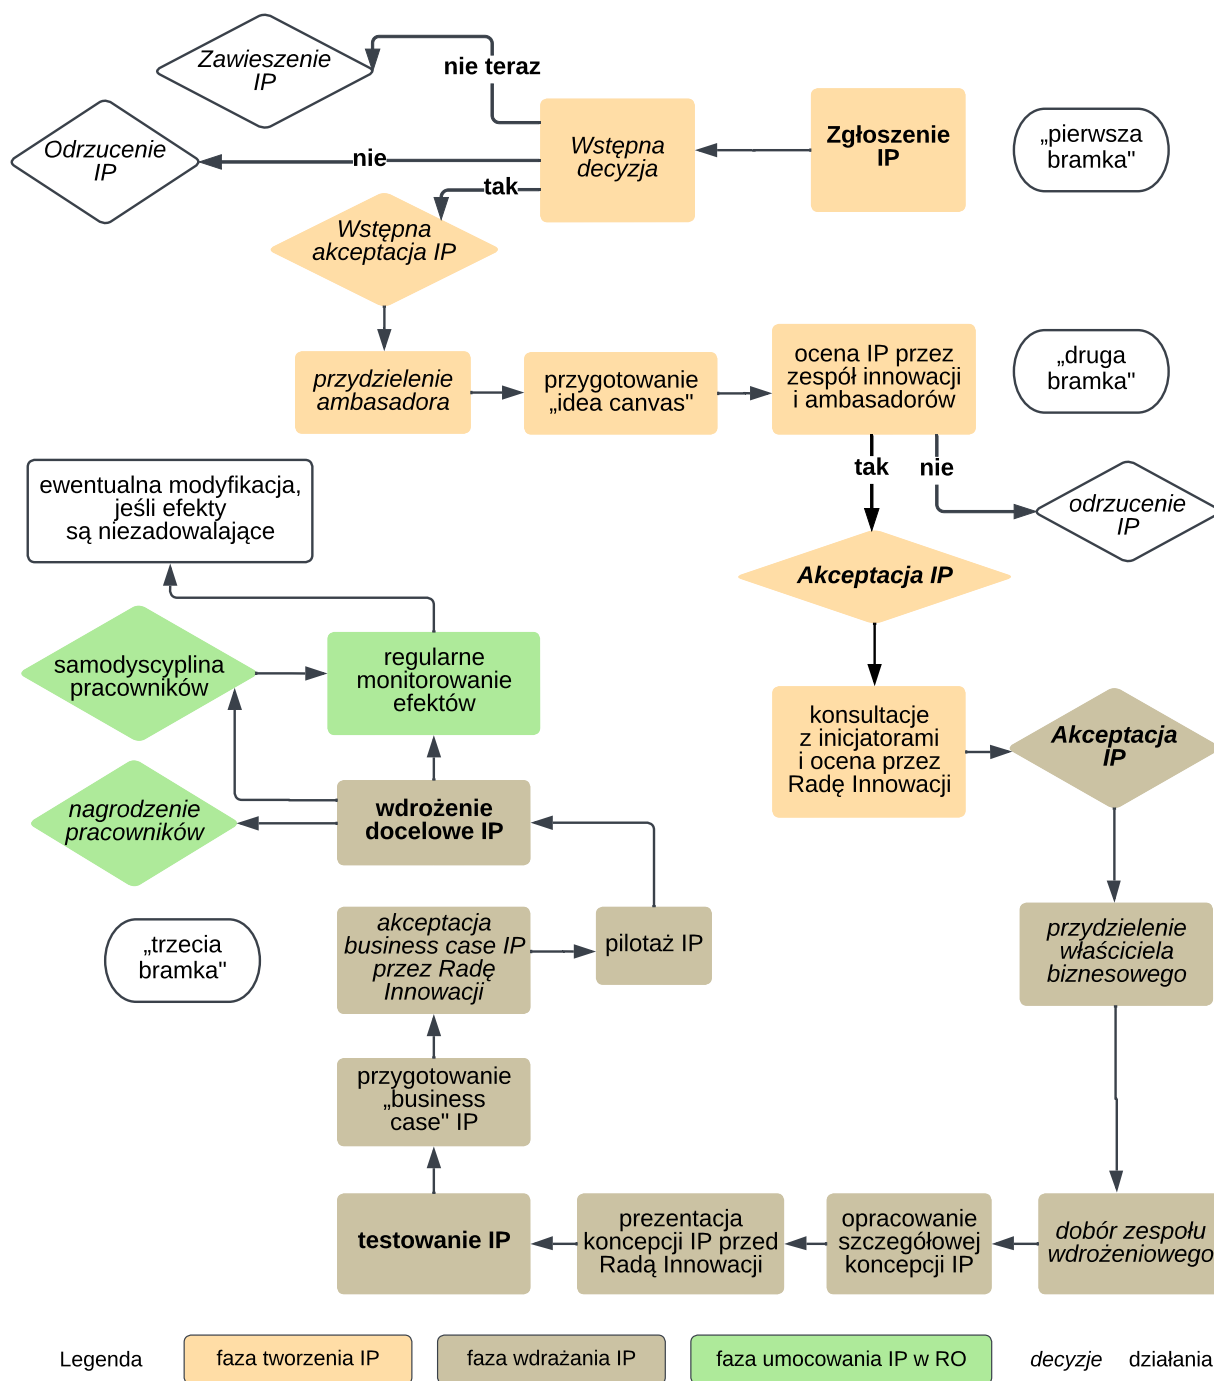 Zawieszenie
IP
nie teraz
Odrzucenie
IP
nie
tak
Wstępna
decyzja
Zgłoszenie
IP
„pierwsza
bramka"
Wstępna
akceptacja IP
przydzielenie
ambasadora
przygotowanie
„idea canvas"
ocena IP przez
zespół innowacji
i ambasadorów
„druga
bramka"
tak
nie
odrzucenie
IP
ewentualna modyfikacja,
jeśli efekty
są niezadowalające
Akceptacja IP
samodyscyplina
pracowników
regularne
monitorowanie
efektów
konsultacje
z inicjatorami
i ocena przez
Radę Innowacji
Akceptacja
IP
nagrodzenie
pracowników
wdrożenie
docelowe IP
„trzecia
bramka"
akceptacja
business case IP
przez Radę
Innowacji
pilotaż IP
przydzielenie
właściciela
biznesowego
przygotowanie
„business
case" IP
testowanie IP
prezentacja
koncepcji IP przed
Radą Innowacji
opracowanie
szczegółowej
koncepcji IP
dobór zespołu
wdrożeniowego
Legenda
faza tworzenia IP
faza wdrażania IP
faza umocowania IP w RO
decyzje
działania